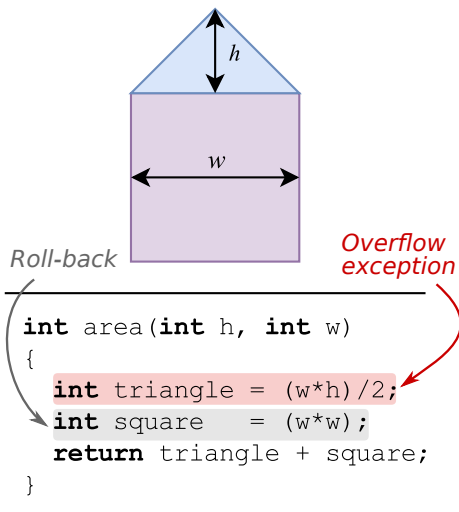 h
w
Roll-back
Overflow
exception
int area(int h, int w)
{
int triangle = (w*h)/2;
int square   = (w*w);
return triangle + square;
}